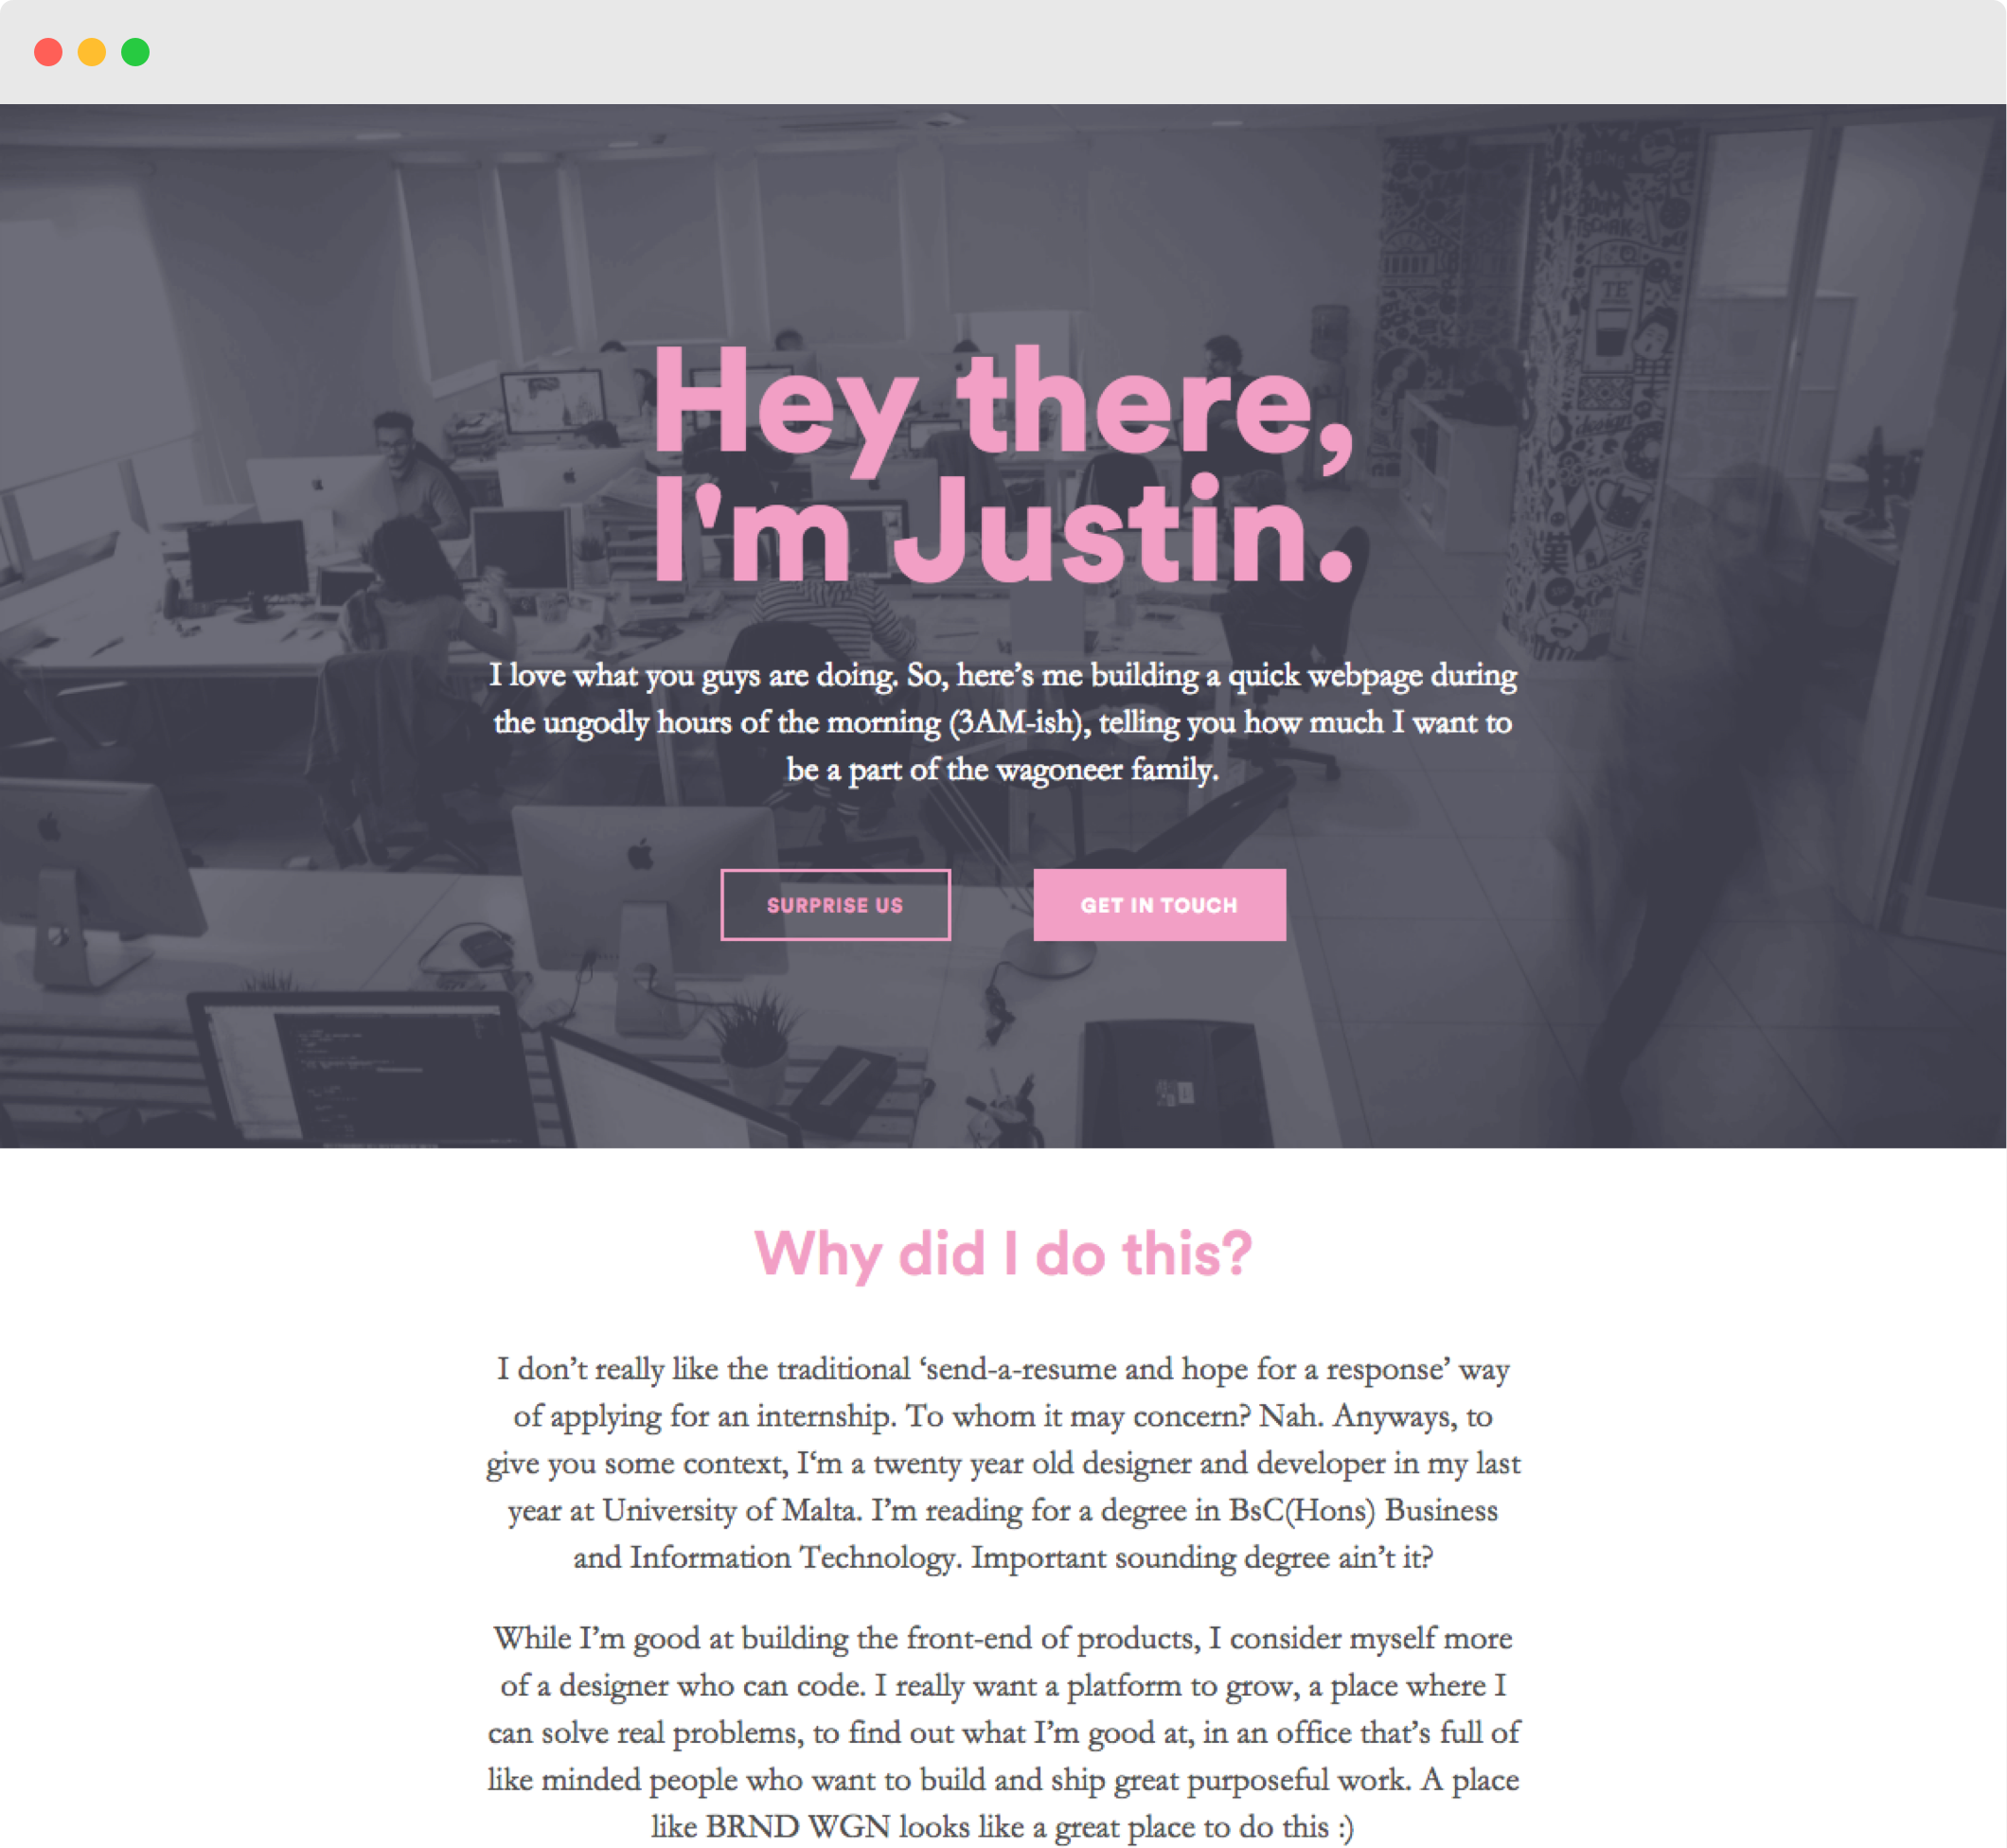 Hey there,
I'm Justin.
I love what you guys are doing. So, here’s me building a quick webpage during
the ungodly hours of the morning (3AM-ish), telling you how much I want to
be a part of the wagoneer family.
SURPRISE US
GET IN TOUCH
Why did I do this?
I don’t really like the traditional ‘send-a-resume and hope for a response’ way
of applying for an internship. To whom it may concern? Nah. Anyways, to
give you some context, I‘m a twenty year old designer and developer in my last
year at University of Malta. I’m reading for a degree in BsC(Hons) Business
and Information Technology. Important sounding degree ain’t it?
While I’m good at building the front-end of products, I consider myself more
of a designer who can code. I really want a platform to grow, a place where I
can solve real problems, to find out what I’m good at, in an office that’s full of
like minded people who want to build and ship great purposeful work. A place
like BRND WGN looks like a great place to do this :)